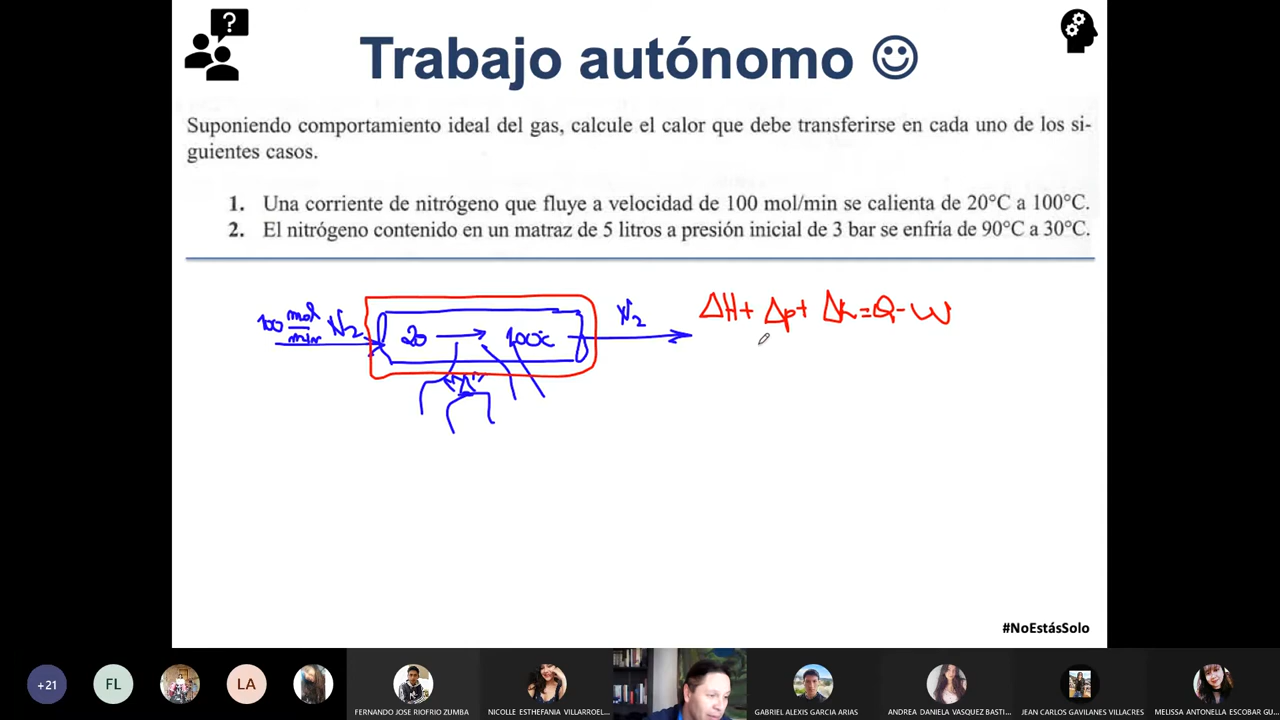 ?
Trabajo autónomo ☺
Suponiendo comportamiento ideal del gas, calcule el calor que debe transferirse en cada uno de los si-
guientes casos.
1. Una corriente de nitrógeno que fluye a velocidad de 100 mol/min se calienta de 20°C a 100°C.
2. El nitrógeno contenido en un matraz de 5 litros a presión inicial de 3 bar se enfría de 90°C a 30°C.
100 mol/min N2
20 → 100°C
N2
ΔH + Δp + Δk = Q - W
#NoEstásSolo
+21
FL
LA
FERNANDO JOSE RIOFRIO ZUMBA
NICOLLE ESTHEFANIA VILLARROEL...
GABRIEL ALEXIS GARCIA ARIAS
ANDREA DANIELA VASQUEZ BASTI...
JEAN CARLOS GAVILANES VILLACRES
MELISSA ANTONELLA ESCOBAR GU...